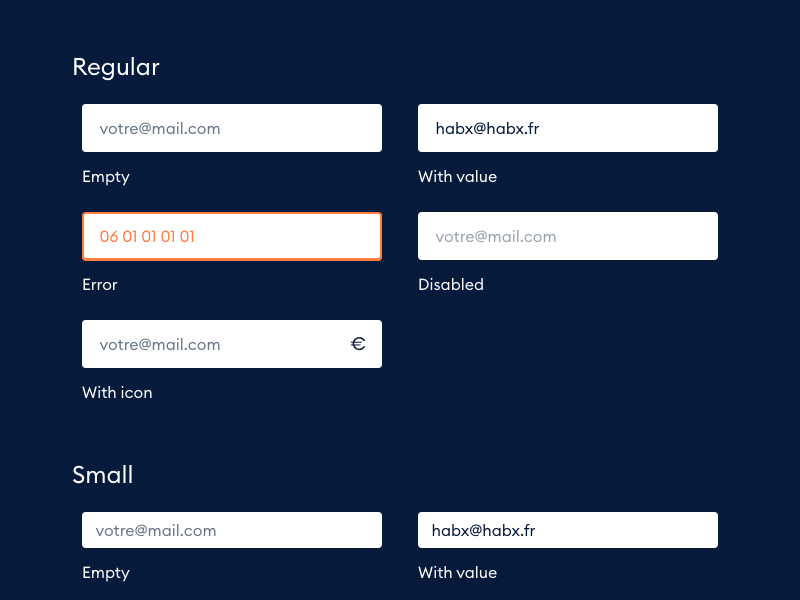 Regular
votre@mail.com
habx@habx.fr
Empty
With value
06 01 01 01 01
votre@mail.com
Error
Disabled
votre@mail.com €
With icon
Small
votre@mail.com
habx@habx.fr
Empty
With value